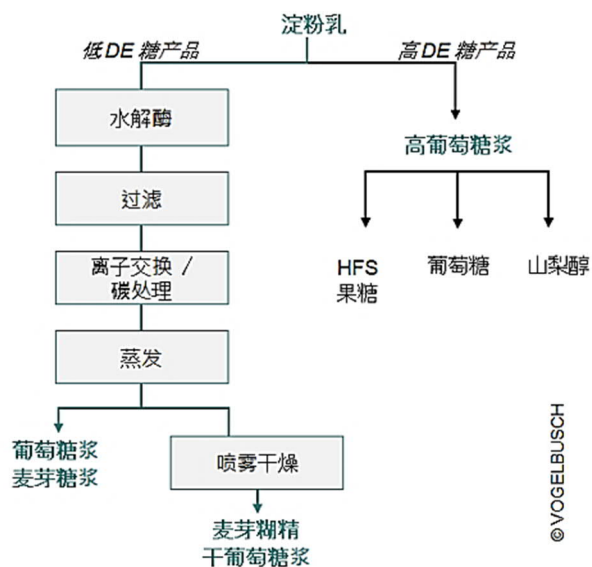 淀粉乳
低DE 糖产品
高DE 糖产品
水解酶
过滤
离子交换 /
碳处理
蒸发
葡萄糖浆
麦芽糖浆
喷雾干燥
麦芽糊精
干葡萄糖浆
高葡萄糖浆
HFS
果糖
葡萄糖
山梨醇
©VOGELBUSCH